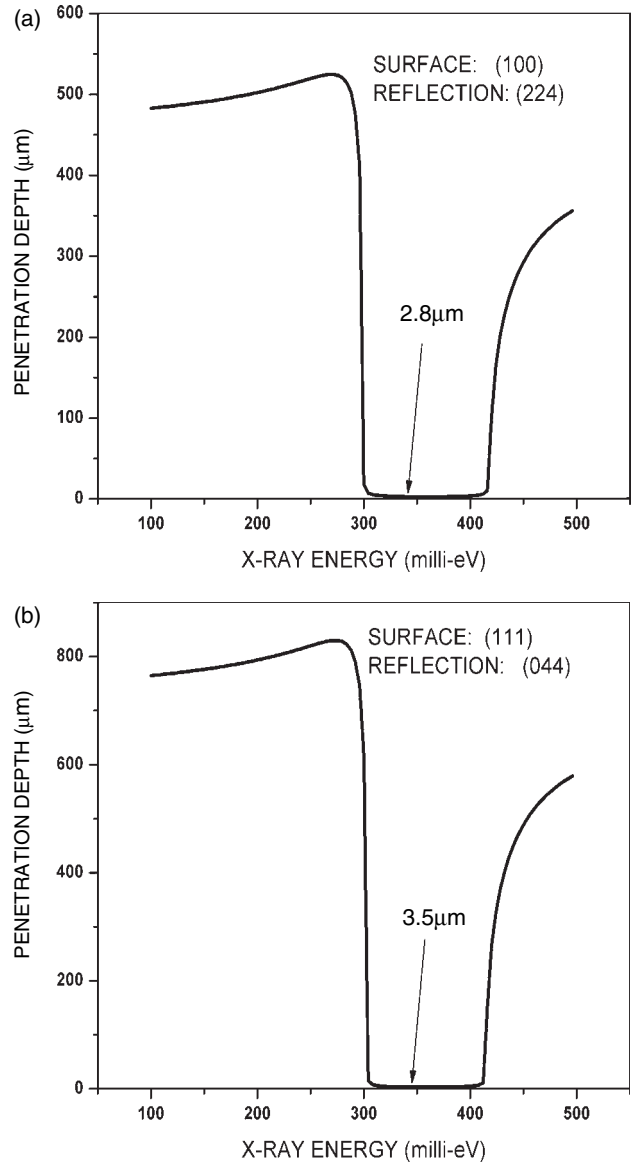 (a)
600
500
400
300
200
100
0
PENETRATION DEPTH (μm)
SURFACE: (100)
REFLECTION: (224)
2.8μm
100 200 300 400 500
X-RAY ENERGY (milli-eV)
(b)
800
600
400
200
0
PENETRATION DEPTH (μm)
SURFACE: (111)
REFLECTION: (044)
3.5μm
100 200 300 400 500
X-RAY ENERGY (milli-eV)